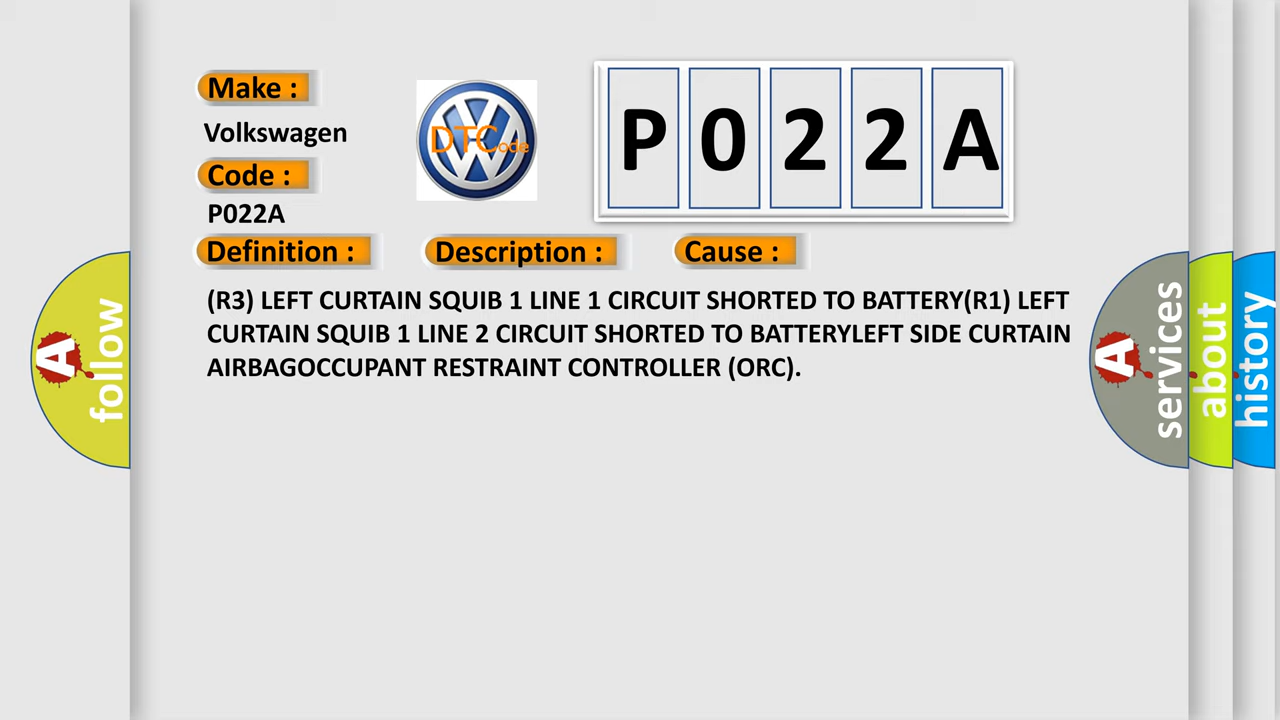 Make :
Volkswagen
Code :
P022A
DTCode
P022A
Definition :
Description :
Cause :
(R3) LEFT CURTAIN SQUIB 1 LINE 1 CIRCUIT SHORTED TO BATTERY(R1) LEFT
CURTAIN SQUIB 1 LINE 2 CIRCUIT SHORTED TO BATTERYLEFT SIDE CURTAIN
AIRBAGOCCUPANT RESTRAINT CONTROLLER (ORC).
A follow
A services
about
history